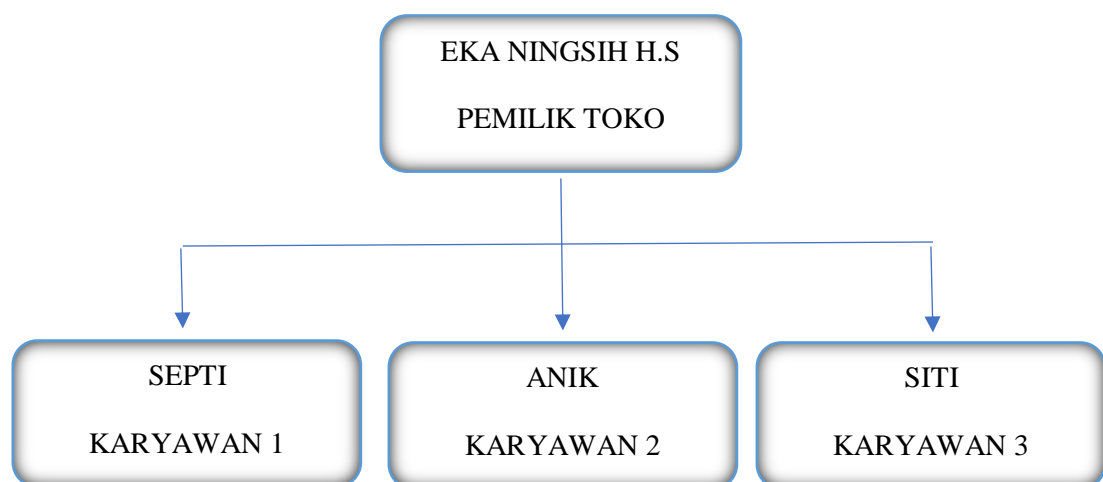 EKA NINGSIH H.S
PEMILIK TOKO
SEPTI
KARYAWAN 1
ANIK
KARYAWAN 2
SITI
KARYAWAN 3